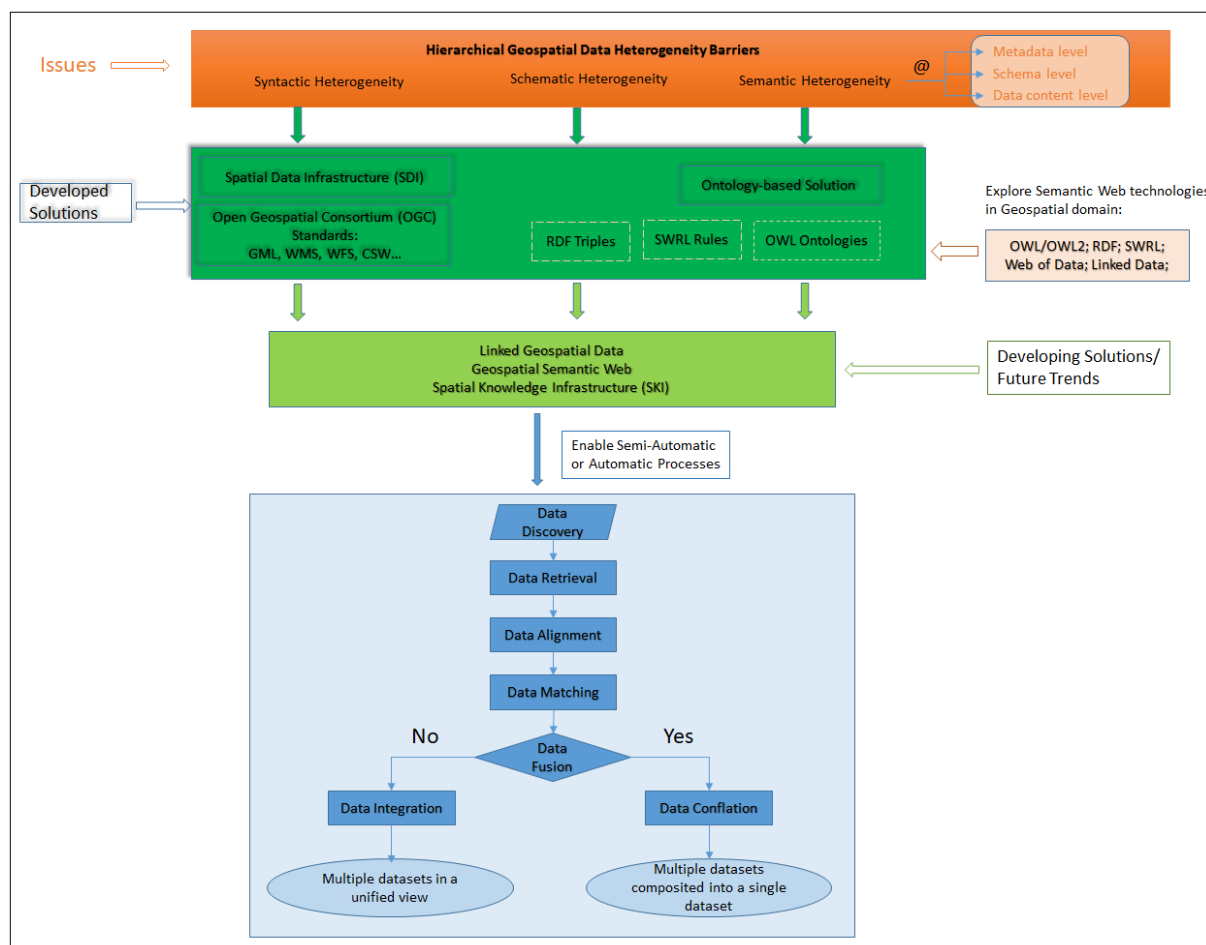 Hierarchical Geospatial Data Heterogeneity Barriers
Issues
Syntactic Heterogeneity
Schematic Heterogeneity
Semantic Heterogeneity
@
Metadata level
Schema level
Data content level
Developed
Solutions
Spatial Data Infrastructure (SDI)
Open Geospatial Consortium (OGC)
Standards:
GML, WMS, WFS, CSW...
Ontology-based Solution
RDF Triples
SWRL Rules
OWL Ontologies
Explore Semantic Web technologies
in Geospatial domain:
OWL/OWL2; RDF; SWRL;
Web of Data; Linked Data;
Linked Geospatial Data
Geospatial Semantic Web
Spatial Knowledge Infrastructure (SKI)
Developing Solutions/
Future Trends
Enable Semi-Automatic
or Automatic Processes
Data
Discovery
Data Retrieval
Data Alignment
Data Matching
No
Data
Fusion
Yes
Data Integration
Data Conflation
Multiple datasets in a
unified view
Multiple datasets
composited into a single
dataset